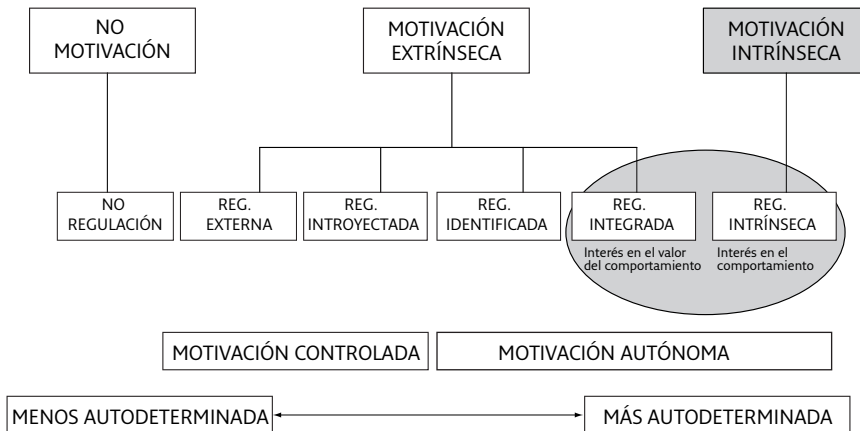 NO
MOTIVACIÓN
MOTIVACIÓN
EXTRÍNSECA
MOTIVACIÓN
INTRÍNSECA
NO
REGULACIÓN
REG.
EXTERNA
REG.
INTROYECTADA
REG.
IDENTIFICADA
REG.
INTEGRADA
REG.
INTRÍNSECA
Interés en el valor
del comportamiento
Interés en el
comportamiento
MOTIVACIÓN CONTROLADA
MOTIVACIÓN AUTÓNOMA
MENOS AUTODETERMINADA
MÁS AUTODETERMINADA